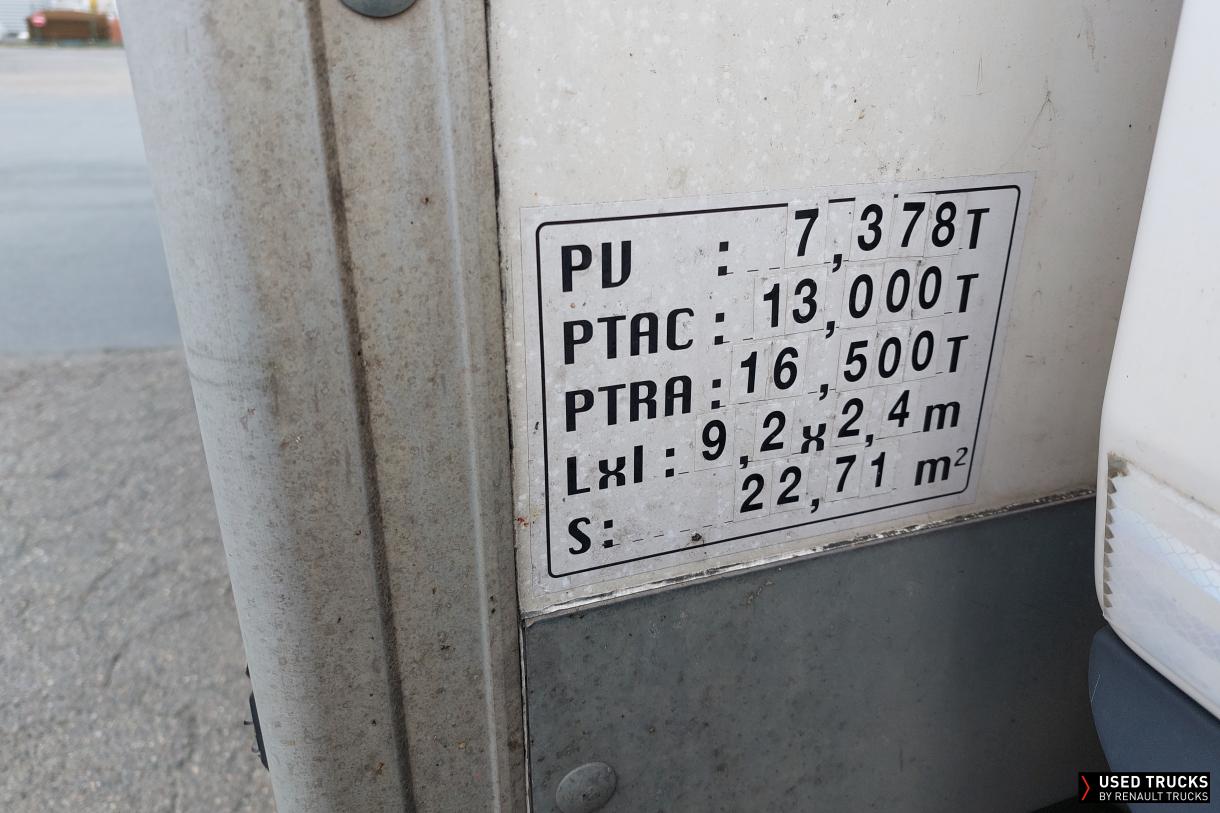 PV : 7,378T
PTAC : 13,000T
PTRA : 16,500T
Lxl : 9,2x2,4m
S : 22,71 m²
USED TRUCKS
BY RENAULT TRUCKS